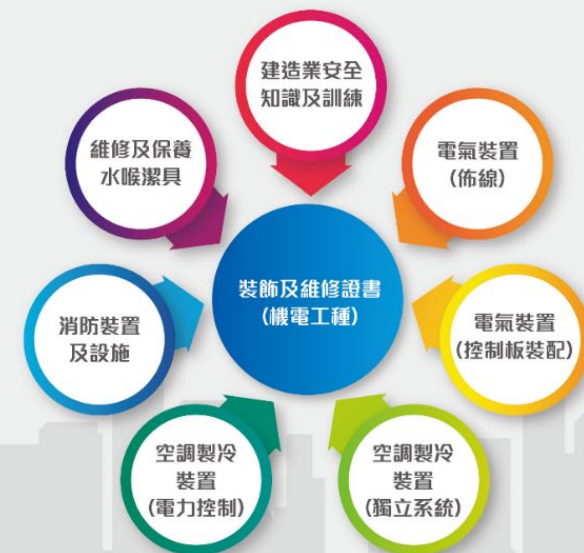 建造業安全
知識及訓練
電氣裝置
(佈線)
電氣裝置
(控制板裝配)
空調製冷
裝置
(獨立系統)
空調製冷
裝置
(電力控制)
消防裝置
及設施
維修及保養
水喉潔具
裝飾及維修證書
(機電工種)